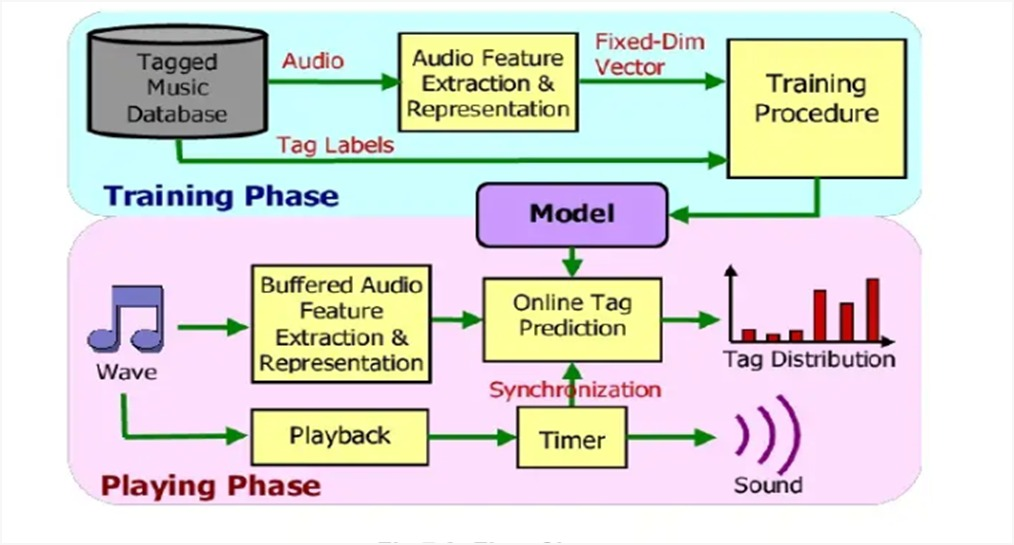 Tagged
Music
Database
Audio
Audio Feature
Extraction &
Representation
Fixed-Dim
Vector
Training
Procedure
Tag Labels
Training Phase
Model
Wave
Buffered Audio
Feature
Extraction &
Representation
Online Tag
Prediction
Tag Distribution
Synchronization
Playback
Timer
Sound
Playing Phase